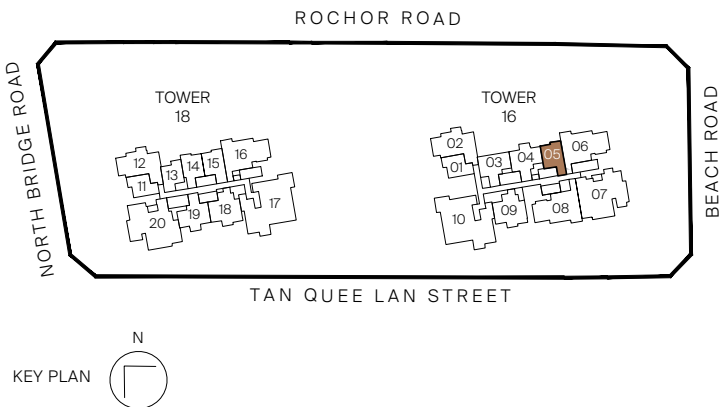 ROCHOR ROAD
NORTH BRIDGE ROAD
TOWER
18
TOWER
16
BEACH ROAD
12
11
13
14
15
16
17
18
19
20
02
01
03
04
05
06
07
08
09
10
TAN QUEE LAN STREET
N
KEY PLAN